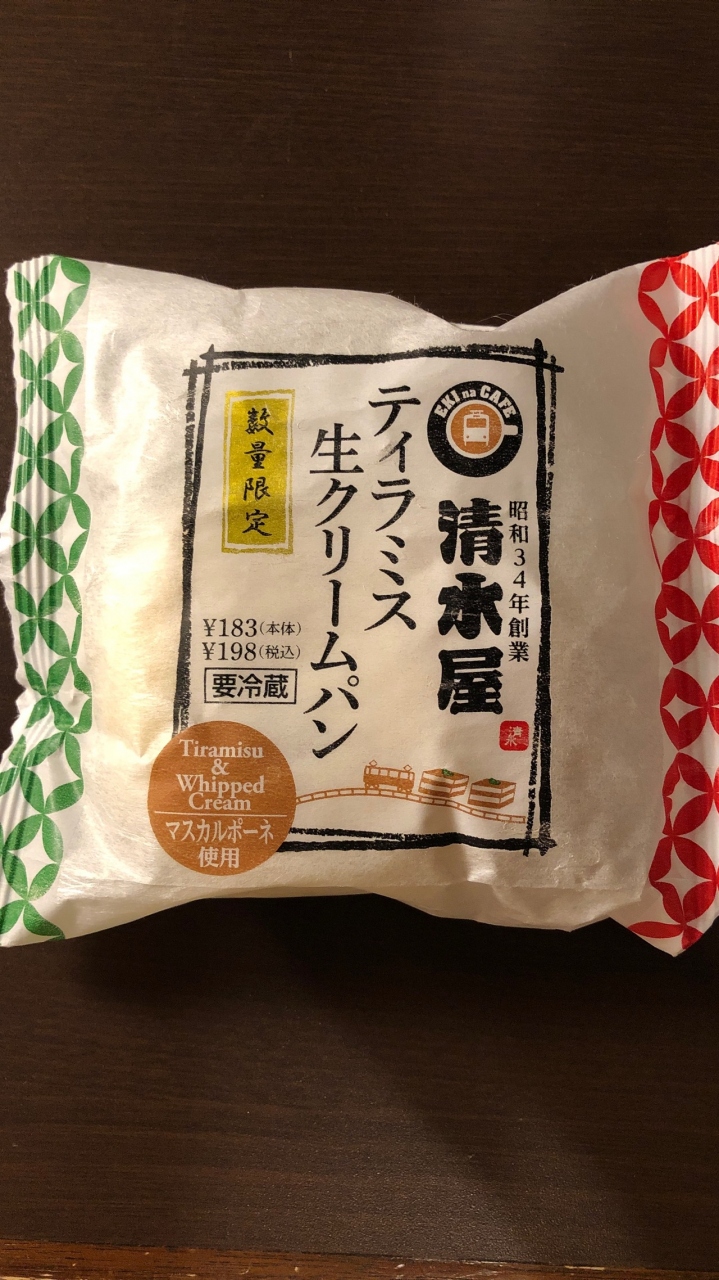 EKI na CAFE
昭和34年創業
清水屋
清水
ティラミス
生クリームパン
数量限定
¥183(本体)
¥198(税込)
要冷蔵
Tiramisu
&
Whipped
Cream
マスカルポーネ
使用